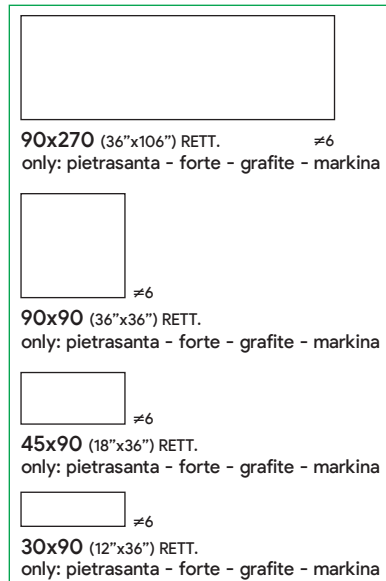 90x270 (36”x106”) RETT. ≠6
only: pietrasanta - forte - grafite - markina
≠6
90x90 (36”x36”) RETT.
only: pietrasanta - forte - grafite - markina
≠6
45x90 (18”x36”) RETT.
only: pietrasanta - forte - grafite - markina
≠6
30x90 (12”x36”) RETT.
only: pietrasanta - forte - grafite - markina